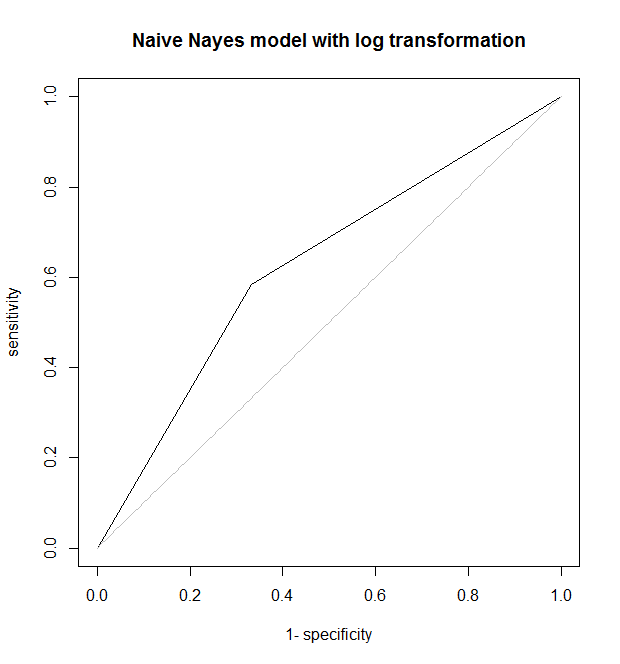 Naive Nayes model with log transformation
sensitivity
1.0
0.8
0.6
0.4
0.2
0.0
0.0 0.2 0.4 0.6 0.8 1.0
1- specificity